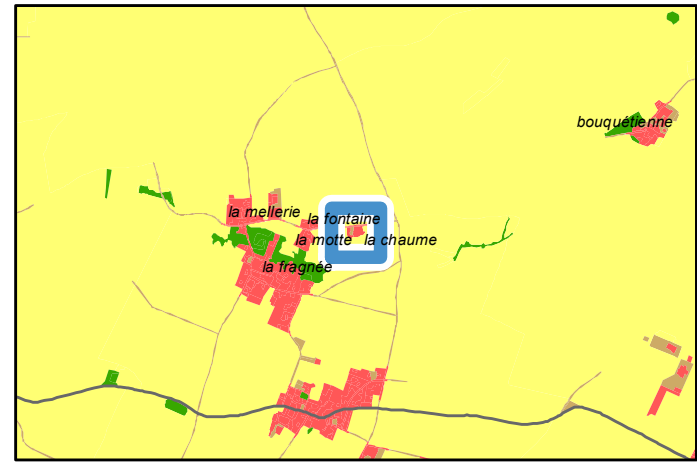 bouquétienne
la mellerie
la fontaine
la motte
la chaume
la fragnée